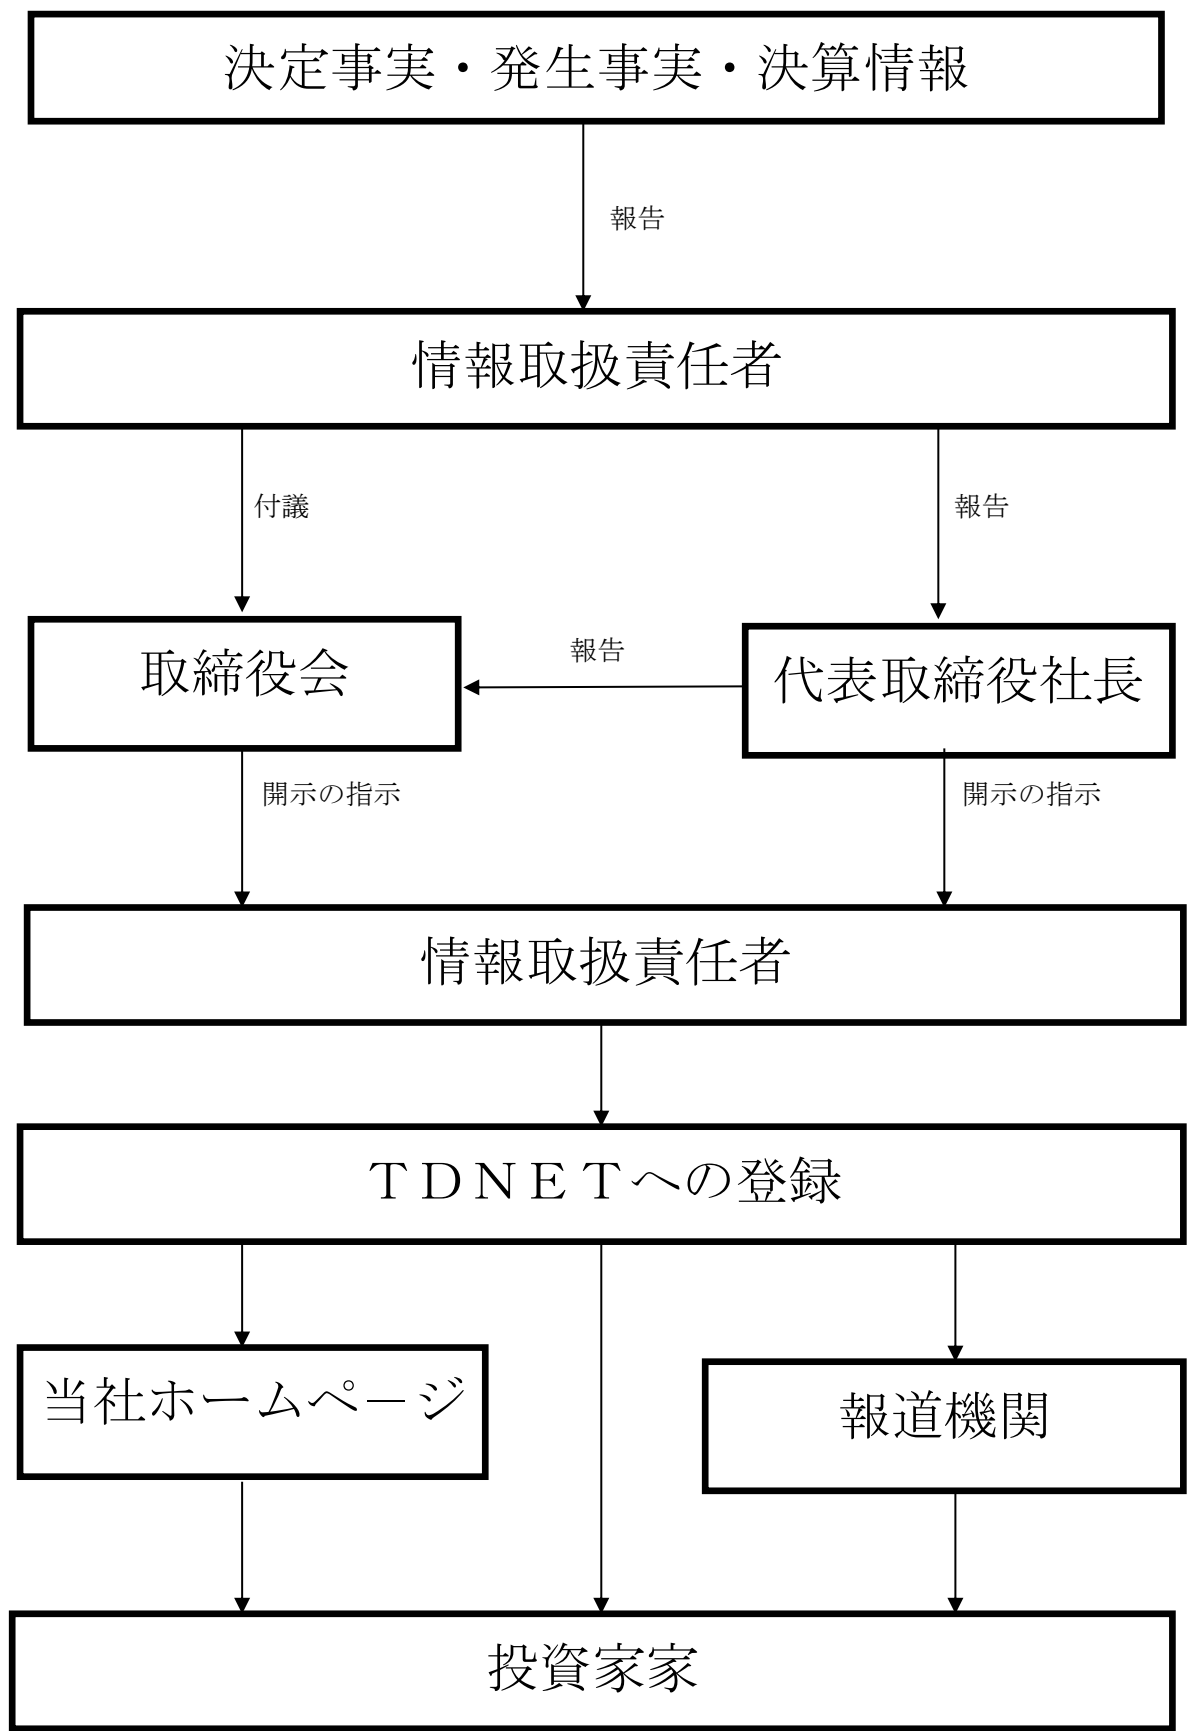 決定事実・発生事実・決算情報
報告
情報取扱責任者
付議
報告
取締役会
報告
代表取締役社長
開示の指示
開示の指示
情報取扱責任者
ＴＤＮＥＴへの登録
当社ホームページ
報道機関
投資家家